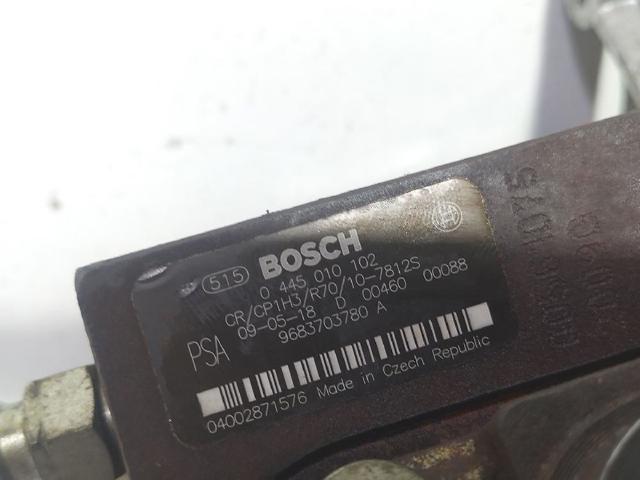 515 BOSCH
0 445 010 102
CR/CP1H3/R70/10-7812S
09-05-18 D 00460 00088
PSA 9683703780 A
04002871576 Made in Czech Republic